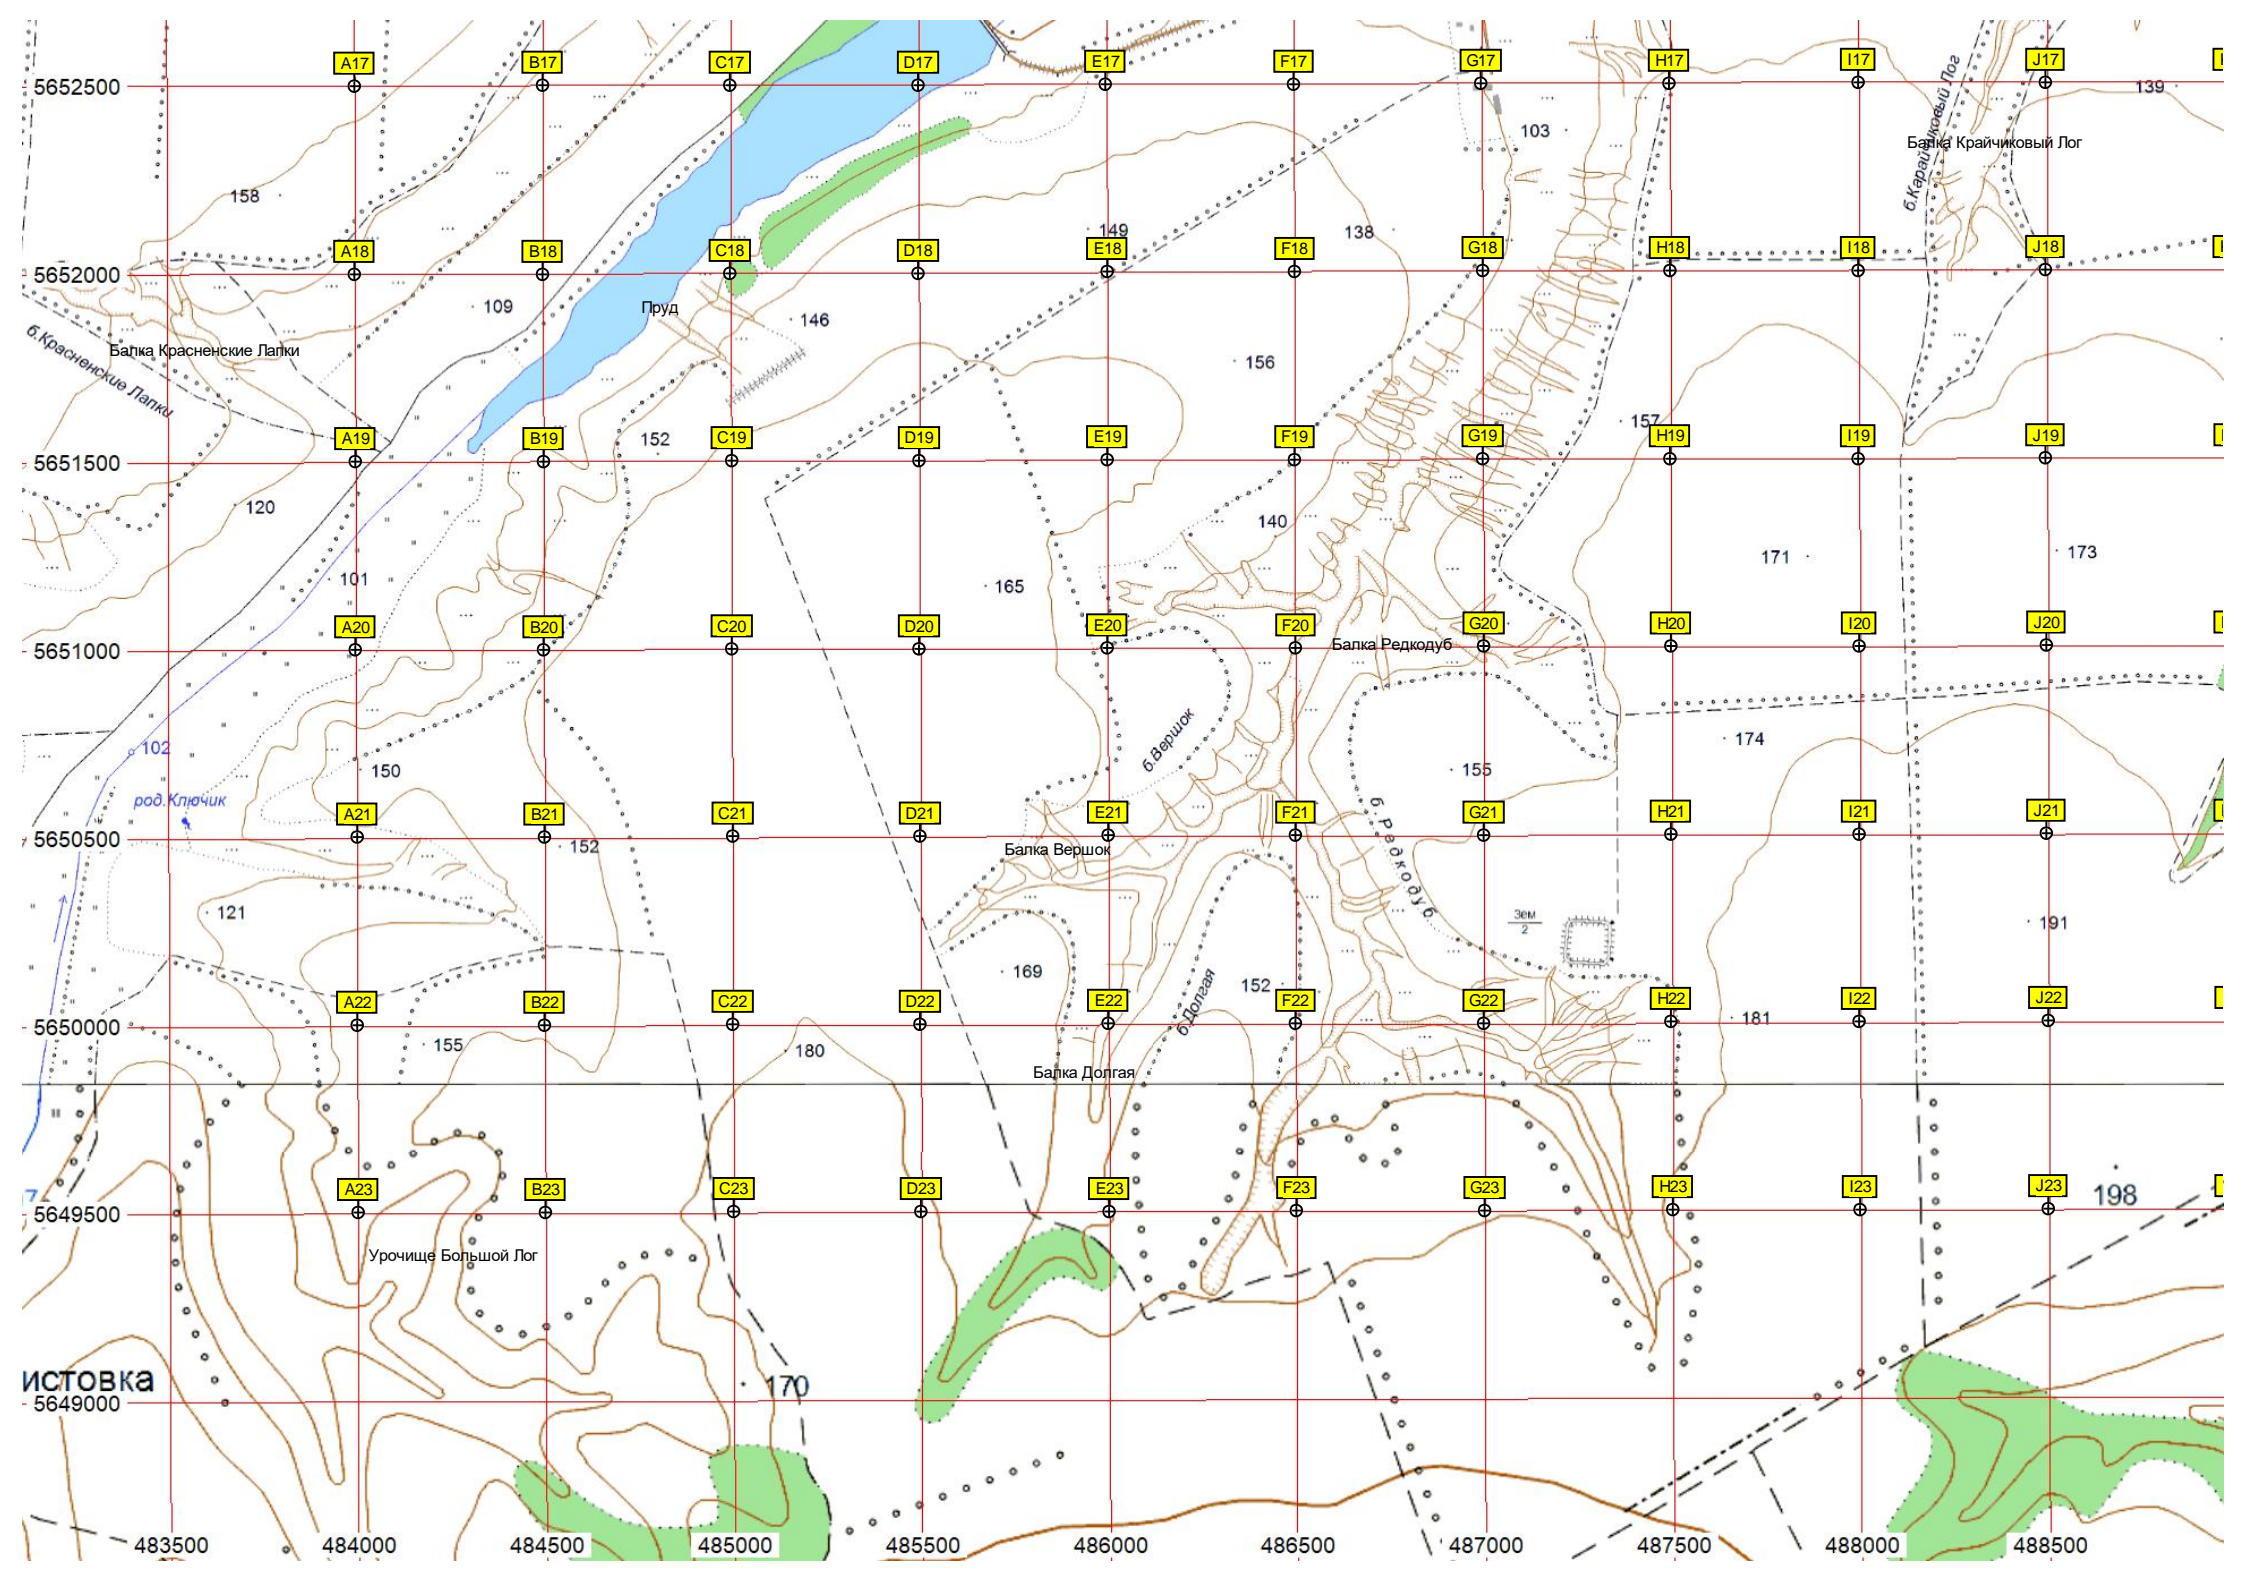 A17 B17 C17 D17 E17 F17 G17 H17 I17 J17
5652500
139
103
б.Карайчиковый Лог
Балка Крайчиковый Лог
158
149
138
A18 B18 C18 D18 E18 F18 G18 H18 I18 J18
5652000
109
Пруд
146
б.Красненские Лапки
Балка Красненские Лапки
156
157
A19 B19 C19 D19 E19 F19 G19 H19 I19 J19
152
5651500
120
140
171
173
101
165
A20 B20 C20 D20 E20 F20 G20 H20 I20 J20
Балка Редкодуб
5651000
б.Вершок
102
174
150
155
род.Ключик
A21 B21 C21 D21 E21 F21 G21 H21 I21 J21
5650500
152
Балка Вершок
б. Редкодуб
121
Зем
2
191
169
152
б.Долгая
A22 B22 C22 D22 E22 F22 G22 H22 I22 J22
5650000
181
155
180
Балка Долгая
A23 B23 C23 D23 E23 F23 G23 H23 I23 J23
198
5649500
Урочище Большой Лог
истовка
170
5649000
483500 484000 484500 485000 485500 486000 486500 487000 487500 488000 488500